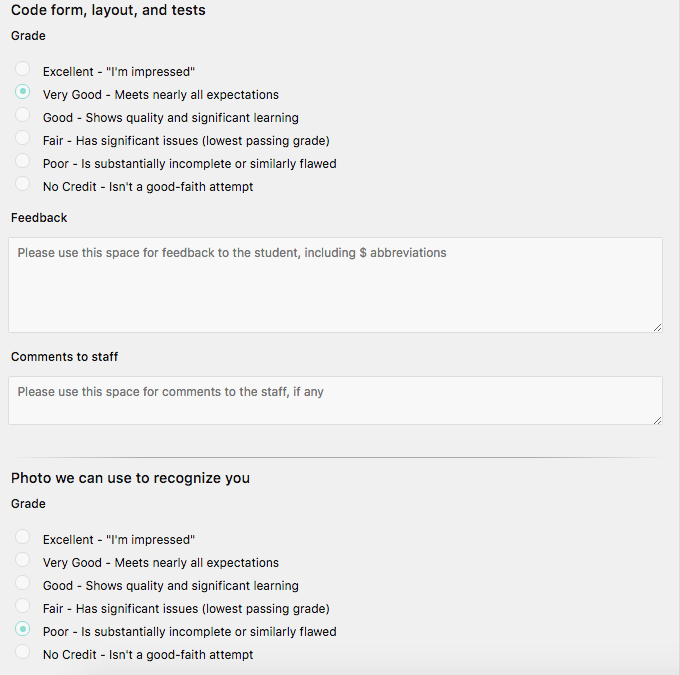 Code form, layout, and tests
Grade
Excellent - "I'm impressed"
Very Good - Meets nearly all expectations
Good - Shows quality and significant learning
Fair - Has significant issues (lowest passing grade)
Poor - Is substantially incomplete or similarly flawed
No Credit - Isn't a good-faith attempt
Feedback
Please use this space for feedback to the student, including $ abbreviations
Comments to staff
Please use this space for comments to the staff, if any
Photo we can use to recognize you
Grade
Excellent - "I'm impressed"
Very Good - Meets nearly all expectations
Good - Shows quality and significant learning
Fair - Has significant issues (lowest passing grade)
Poor - Is substantially incomplete or similarly flawed
No Credit - Isn't a good-faith attempt